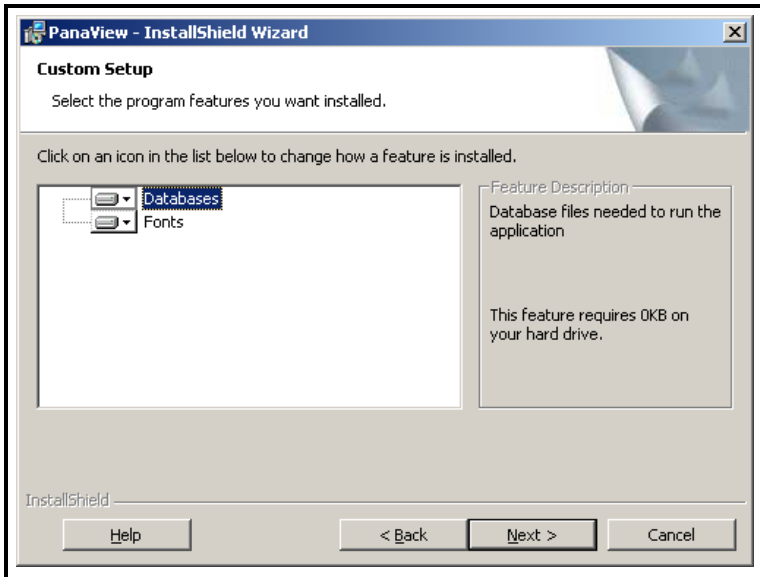 PanaView - InstallShield Wizard
Custom Setup
Select the program features you want installed.
Click on an icon in the list below to change how a feature is installed.
Databases
Fonts
Feature Description
Database files needed to run the
application
This feature requires 0KB on
your hard drive.
InstallShield
Help
< Back
Next >
Cancel